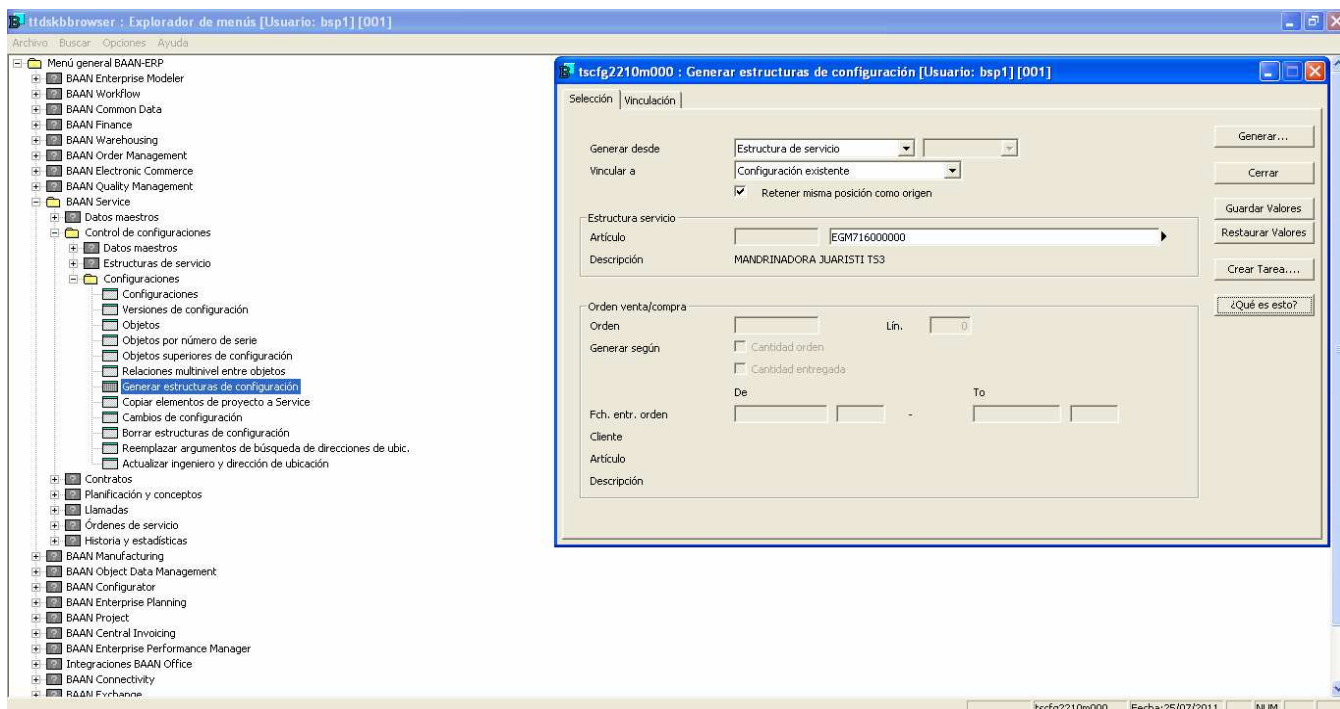 ttdskbbrowser : Explorador de menús [Usuario: bsp1] [001]
Archivo Buscar Opciones Ayuda
Menú general BAAN-ERP
BAAN Enterprise Modeler
BAAN Workflow
BAAN Common Data
BAAN Finance
BAAN Warehousing
BAAN Order Management
BAAN Electronic Commerce
BAAN Quality Management
BAAN Service
Datos maestros
Control de configuraciones
Datos maestros
Estructuras de servicio
Configuraciones
Configuraciones
Versiones de configuración
Objetos
Objetos por número de serie
Objetos superiores de configuración
Relaciones multinivel entre objetos
Generar estructuras de configuración
Copiar elementos de proyecto a Service
Cambios de configuración
Borrar estructuras de configuración
Reemplazar argumentos de búsqueda de direcciones de ubic.
Actualizar ingeniero y dirección de ubicación
Contratos
Planificación y conceptos
Llamadas
Órdenes de servicio
Historia y estadísticas
BAAN Manufacturing
BAAN Object Data Management
BAAN Configurator
BAAN Enterprise Planning
BAAN Project
BAAN Central Invoicing
BAAN Enterprise Performance Manager
Integraciones BAAN Office
BAAN Connectivity
BAAN Exchange
tscfg2210m000 : Generar estructuras de configuración [Usuario: bsp1] [001]
Selección Vinculación
Generar desde Estructura de servicio
Vincular a Configuración existente
Retener misma posición como origen
Estructura servicio
Artículo EGM716000000
Descripción MANDRINADORA JUARISTI TS3
Orden venta/compra
Orden Lín. 0
Generar según Cantidad orden
Cantidad entregada
De To
Fch. entr. orden -
Cliente
Artículo
Descripción
Generar...
Cerrar
Guardar Valores
Restaurar Valores
Crear Tarea....
¿Qué es esto?
tscfg2210m000 Fecha:25/07/2011 NUM